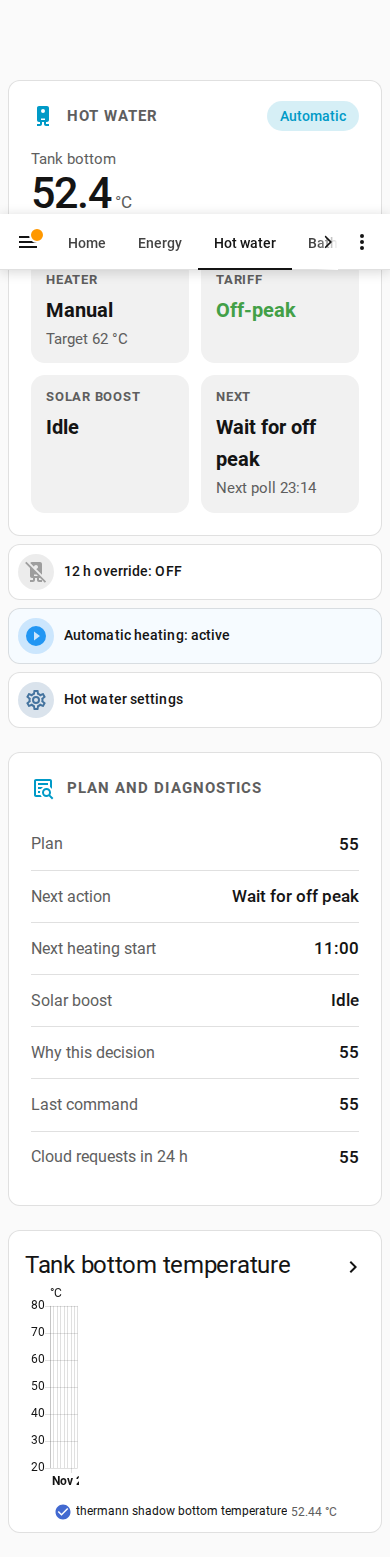 HOT WATER
Automatic
Tank bottom
52.4 °C
Home Energy Hot water
HEATER
Manual
Target 62 °C
TARIFF
Off-peak
SOLAR BOOST
Idle
NEXT
Wait for off
peak
Next poll 23:14
12 h override: OFF
Automatic heating: active
Hot water settings
PLAN AND DIAGNOSTICS
Plan 55
Next action Wait for off peak
Next heating start 11:00
Solar boost Idle
Why this decision 55
Last command 55
Cloud requests in 24 h 55
Tank bottom temperature
°C
80
70
60
50
40
30
20
Nov
thermann shadow bottom temperature 52.44 °C